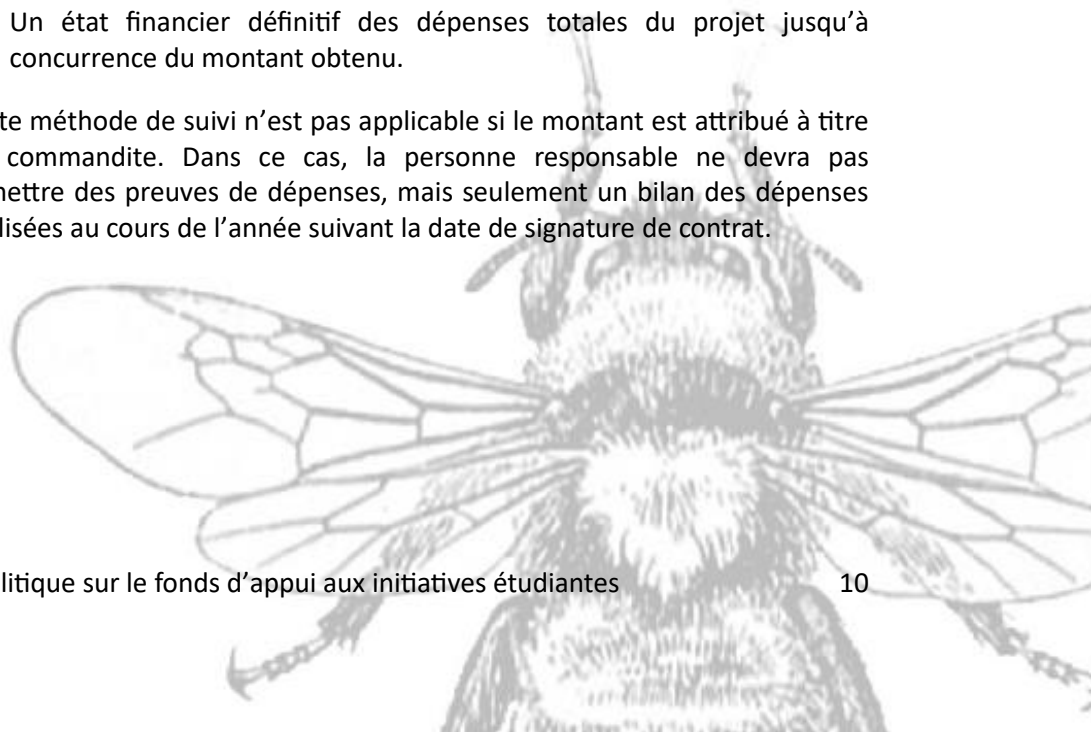 Un état financier définitif des dépenses totales du projet jusqu'à
concurrence du montant obtenu.
te méthode de suivi n'est pas applicable si le montant est attribué à titre
commandite. Dans ce cas, la personne responsable ne devra pas
mettre des preuves de dépenses, mais seulement un bilan des dépenses
lisées au cours de l'année suivant la date de signature de contrat.
litique sur le fonds d'appui aux initiatives étudiantes 10